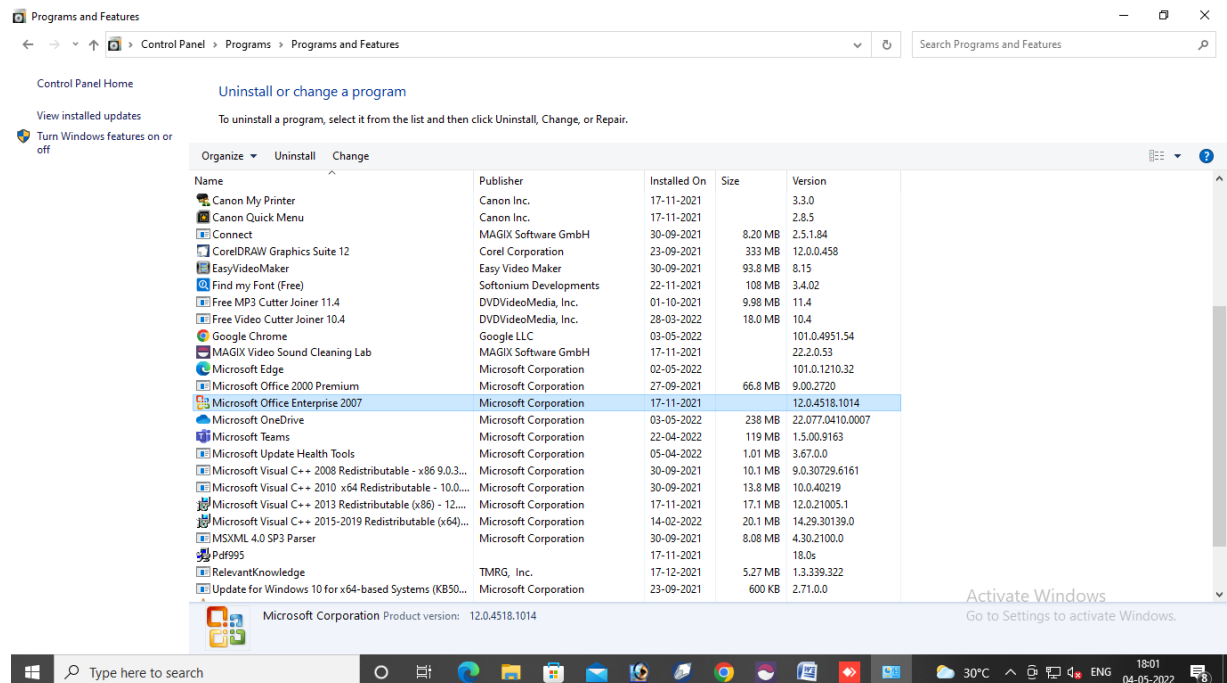 Programs and Features
Control Panel > Programs > Programs and Features
Search Programs and Features
Control Panel Home
View installed updates
Turn Windows features on or
off
Uninstall or change a program
To uninstall a program, select it from the list and then click Uninstall, Change, or Repair.
Organize Uninstall Change
Name Publisher Installed On Size Version
Canon My Printer Canon Inc. 17-11-2021 3.3.0
Canon Quick Menu Canon Inc. 17-11-2021 2.8.5
Connect MAGIX Software GmbH 30-09-2021 8.20 MB 2.5.1.84
CorelDRAW Graphics Suite 12 Corel Corporation 23-09-2021 333 MB 12.0.0.458
EasyVideoMaker Easy Video Maker 30-09-2021 93.8 MB 8.15
Find my Font (Free) Softonium Developments 22-11-2021 108 MB 3.4.02
Free MP3 Cutter Joiner 11.4 DVDVideoMedia, Inc. 01-10-2021 9.98 MB 11.4
Free Video Cutter Joiner 10.4 DVDVideoMedia, Inc. 28-03-2022 18.0 MB 10.4
Google Chrome Google LLC 03-05-2022 101.0.4951.54
MAGIX Video Sound Cleaning Lab MAGIX Software GmbH 17-11-2021 22.2.0.53
Microsoft Edge Microsoft Corporation 02-05-2022 101.0.1210.32
Microsoft Office 2000 Premium Microsoft Corporation 27-09-2021 66.8 MB 9.00.2720
Microsoft Office Enterprise 2007 Microsoft Corporation 17-11-2021 12.0.4518.1014
Microsoft OneDrive Microsoft Corporation 03-05-2022 238 MB 22.077.0410.0007
Microsoft Teams Microsoft Corporation 22-04-2022 119 MB 1.5.00.9163
Microsoft Update Health Tools Microsoft Corporation 05-04-2022 1.01 MB 3.67.0.0
Microsoft Visual C++ 2008 Redistributable - x86 9.0.3... Microsoft Corporation 30-09-2021 10.1 MB 9.0.30729.6161
Microsoft Visual C++ 2010 x64 Redistributable - 10.0.... Microsoft Corporation 30-09-2021 13.8 MB 10.0.40219
Microsoft Visual C++ 2013 Redistributable (x86) - 12.... Microsoft Corporation 17-11-2021 17.1 MB 12.0.21005.1
Microsoft Visual C++ 2015-2019 Redistributable (x64)... Microsoft Corporation 14-02-2022 20.1 MB 14.29.30139.0
MSXML 4.0 SP3 Parser Microsoft Corporation 30-09-2021 8.08 MB 4.30.2100.0
Pdf995 17-11-2021 18.0s
RelevantKnowledge TMRG, Inc. 17-12-2021 5.27 MB 1.3.339.322
Update for Windows 10 for x64-based Systems (KB50... Microsoft Corporation 23-09-2021 600 KB 2.71.0.0
Microsoft Corporation Product version: 12.0.4518.1014
Activate Windows
Go to Settings to activate Windows.
Type here to search
30°C ENG
18:01
04-05-2022
8